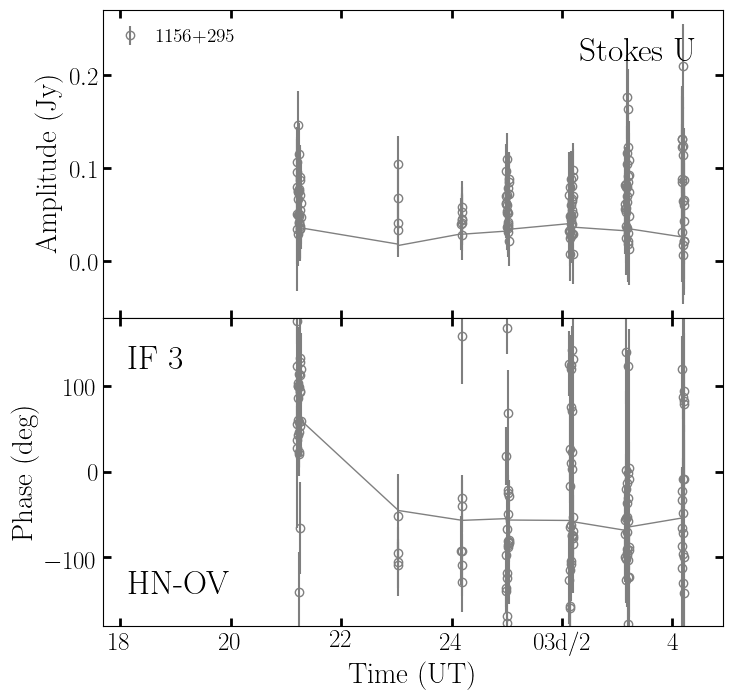 1156+295
Stokes U
0.2
0.1
0.0
Amplitude (Jy)
IF 3
100
0
−100
Phase (deg)
HN-OV
18 20 22 24 03d/2 4
Time (UT)